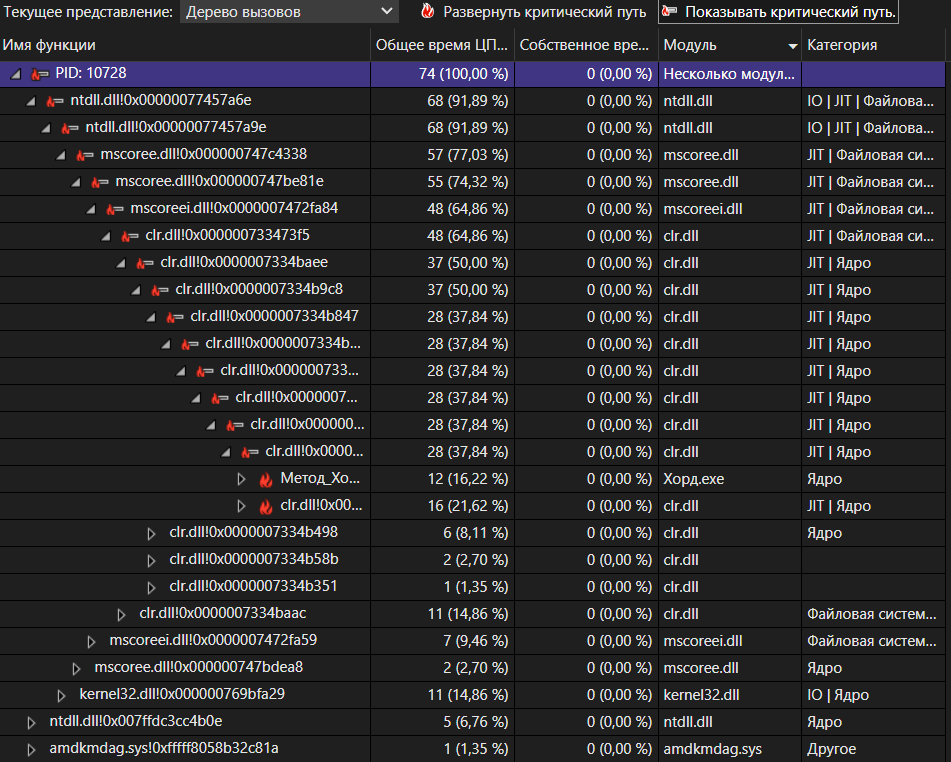 Текущее представление: Дерево вызовов Развернуть критический путь Показывать критический путь.
Имя функции Общее время ЦП... Собственное вре... Модуль Категория
PID: 10728 74 (100,00 %) 0 (0,00 %) Несколько модул...
ntdll.dll!0x00000077457a6e 68 (91,89 %) 0 (0,00 %) ntdll.dll IO | JIT | Файлова...
ntdll.dll!0x00000077457a9e 68 (91,89 %) 0 (0,00 %) ntdll.dll IO | JIT | Файлова...
mscoree.dll!0x000000747c4338 57 (77,03 %) 0 (0,00 %) mscoree.dll JIT | Файловая си...
mscoree.dll!0x000000747be81e 55 (74,32 %) 0 (0,00 %) mscoree.dll JIT | Файловая си...
mscoreei.dll!0x0000007472fa84 48 (64,86 %) 0 (0,00 %) mscoreei.dll JIT | Файловая си...
clr.dll!0x000000733473f5 48 (64,86 %) 0 (0,00 %) clr.dll JIT | Файловая си...
clr.dll!0x0000007334baee 37 (50,00 %) 0 (0,00 %) clr.dll JIT | Ядро
clr.dll!0x0000007334b9c8 37 (50,00 %) 0 (0,00 %) clr.dll JIT | Ядро
clr.dll!0x0000007334b847 28 (37,84 %) 0 (0,00 %) clr.dll JIT | Ядро
clr.dll!0x0000007334b... 28 (37,84 %) 0 (0,00 %) clr.dll JIT | Ядро
clr.dll!0x000000733... 28 (37,84 %) 0 (0,00 %) clr.dll JIT | Ядро
clr.dll!0x0000007... 28 (37,84 %) 0 (0,00 %) clr.dll JIT | Ядро
clr.dll!0x000000... 28 (37,84 %) 0 (0,00 %) clr.dll JIT | Ядро
clr.dll!0x0000... 28 (37,84 %) 0 (0,00 %) clr.dll JIT | Ядро
Метод_Хо... 12 (16,22 %) 0 (0,00 %) Хорд.exe Ядро
clr.dll!0x00... 16 (21,62 %) 0 (0,00 %) clr.dll JIT | Ядро
clr.dll!0x0000007334b498 6 (8,11 %) 0 (0,00 %) clr.dll Ядро
clr.dll!0x0000007334b58b 2 (2,70 %) 0 (0,00 %) clr.dll
clr.dll!0x0000007334b351 1 (1,35 %) 0 (0,00 %) clr.dll
clr.dll!0x0000007334baac 11 (14,86 %) 0 (0,00 %) clr.dll Файловая систем...
mscoreei.dll!0x0000007472fa59 7 (9,46 %) 0 (0,00 %) mscoreei.dll Файловая систем...
mscoree.dll!0x000000747bdea8 2 (2,70 %) 0 (0,00 %) mscoree.dll Ядро
kernel32.dll!0x000000769bfa29 11 (14,86 %) 0 (0,00 %) kernel32.dll IO | Ядро
ntdll.dll!0x007ffdc3cc4b0e 5 (6,76 %) 0 (0,00 %) ntdll.dll Ядро
amdkmdag.sys!0xfffff8058b32c81a 1 (1,35 %) 0 (0,00 %) amdkmdag.sys Другое